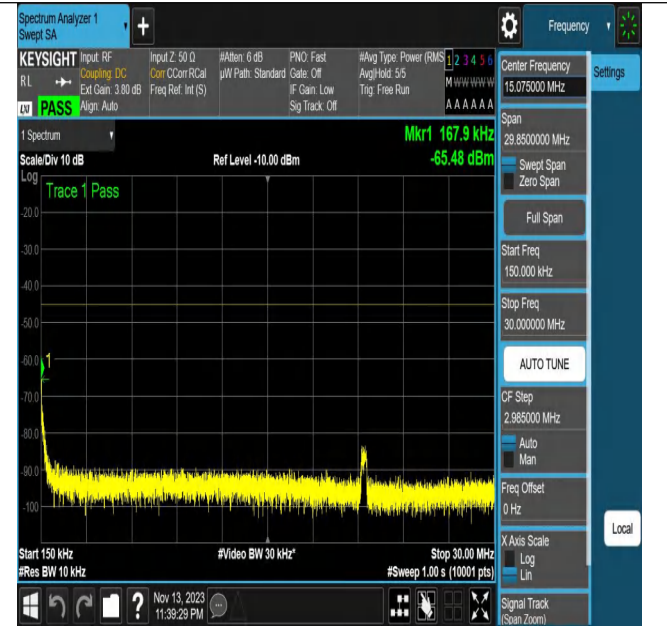 Spectrum Analyzer 1
Swept SA
Frequency
KEYSIGHT
RL
PASS
Input: RF
Coupling: DC
Ext Gain: 3.80 dB
Align: Auto
Input Z: 50 Ω
Corr CCorr RCal
Freq Ref: Int (S)
#Atten: 6 dB
µW Path: Standard
PNO: Fast
Gate: Off
IF Gain: Low
Sig Track: Off
#Avg Type: Power (RMS
Avg|Hold: 5/5
Trig: Free Run
1 2 3 4 5 6
M W W W W W
A A A A A A
1 Spectrum
Scale/Div 10 dB
Ref Level -10.00 dBm
Mkr1 167.9 kHz
-65.48 dBm
Log
Trace 1 Pass
-20.0
-30.0
-40.0
-50.0
-60.0
1
-70.0
-80.0
-90.0
-100
Start 150 kHz
#Video BW 30 kHz*
Stop 30.00 MHz
#Res BW 10 kHz
#Sweep 1.00 s (10001 pts)
Center Frequency
15.075000 MHz
Settings
Span
29.8500000 MHz
Swept Span
Zero Span
Full Span
Start Freq
150.000 kHz
Stop Freq
30.000000 MHz
AUTO TUNE
CF Step
2.985000 MHz
Auto
Man
Freq Offset
0 Hz
X Axis Scale
Log
Lin
Local
Signal Track
(Span Zoom)
?
Nov 13, 2023
11:39:29 PM